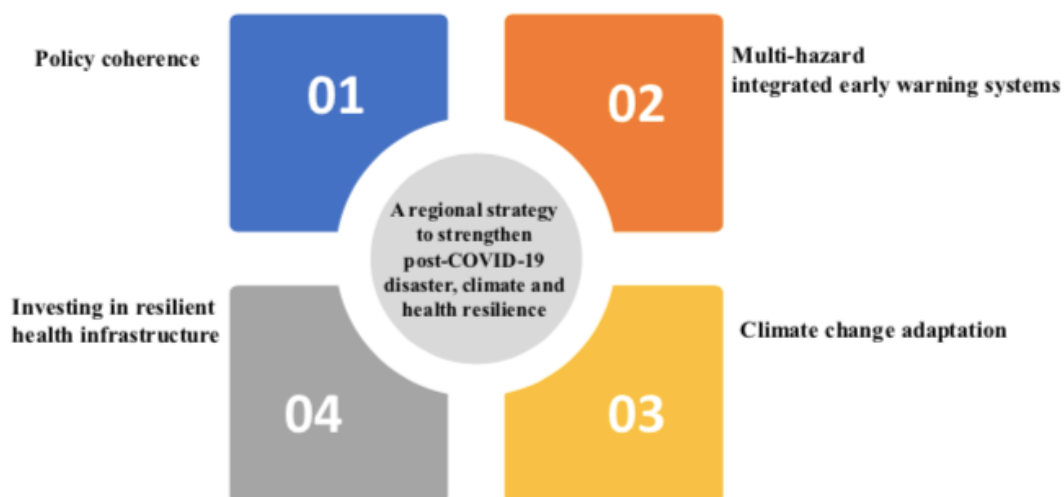 Policy coherence
01
Multi-hazard
integrated early warning systems
02
A regional strategy
to strengthen
post-COVID-19
disaster, climate and
health resilience
Investing in resilient
health infrastructure
04
Climate change adaptation
03